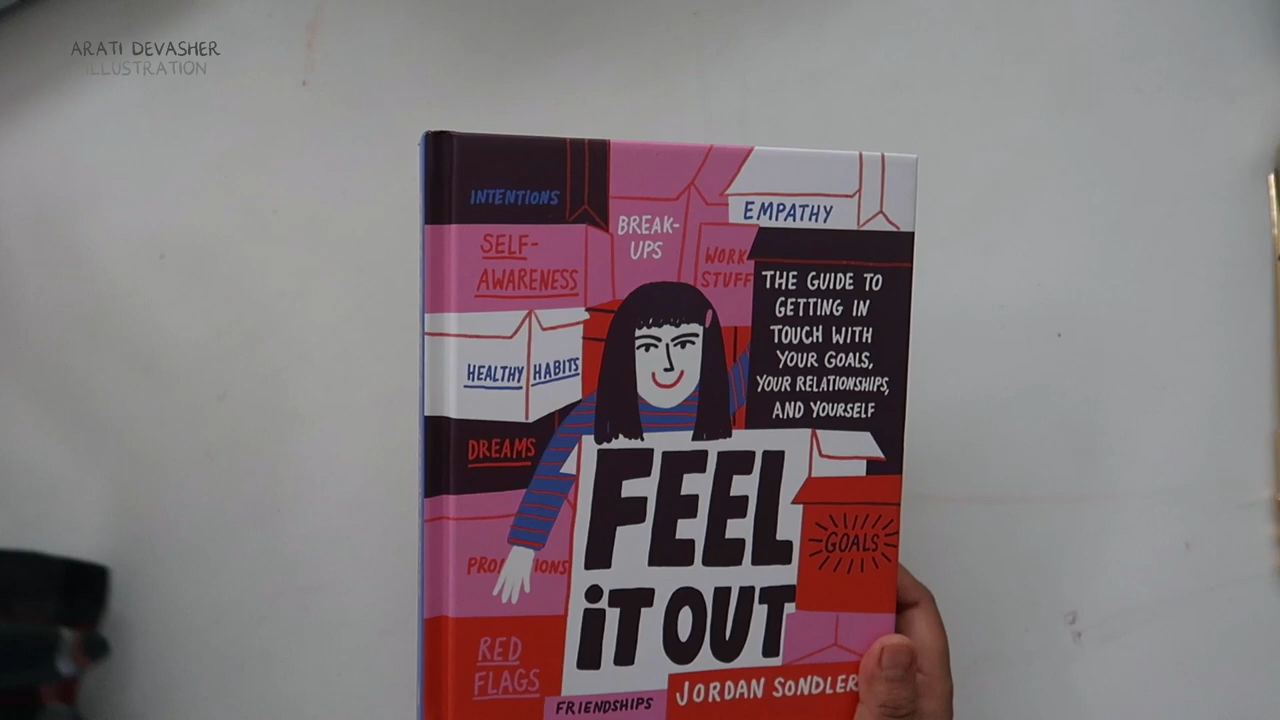 ARATI DEVASHER
ILLUSTRATION
INTENTIONS
BREAK-
UPS
EMPATHY
SELF-
AWARENESS
WORK
STUFF
THE GUIDE TO
GETTING IN
TOUCH WITH
YOUR GOALS,
YOUR RELATIONSHIPS,
AND YOURSELF
HEALTHY HABITS
DREAMS
FEEL
iT OUT
GOALS
RED
FLAGS
FRIENDSHIPS
JORDAN SONDLER